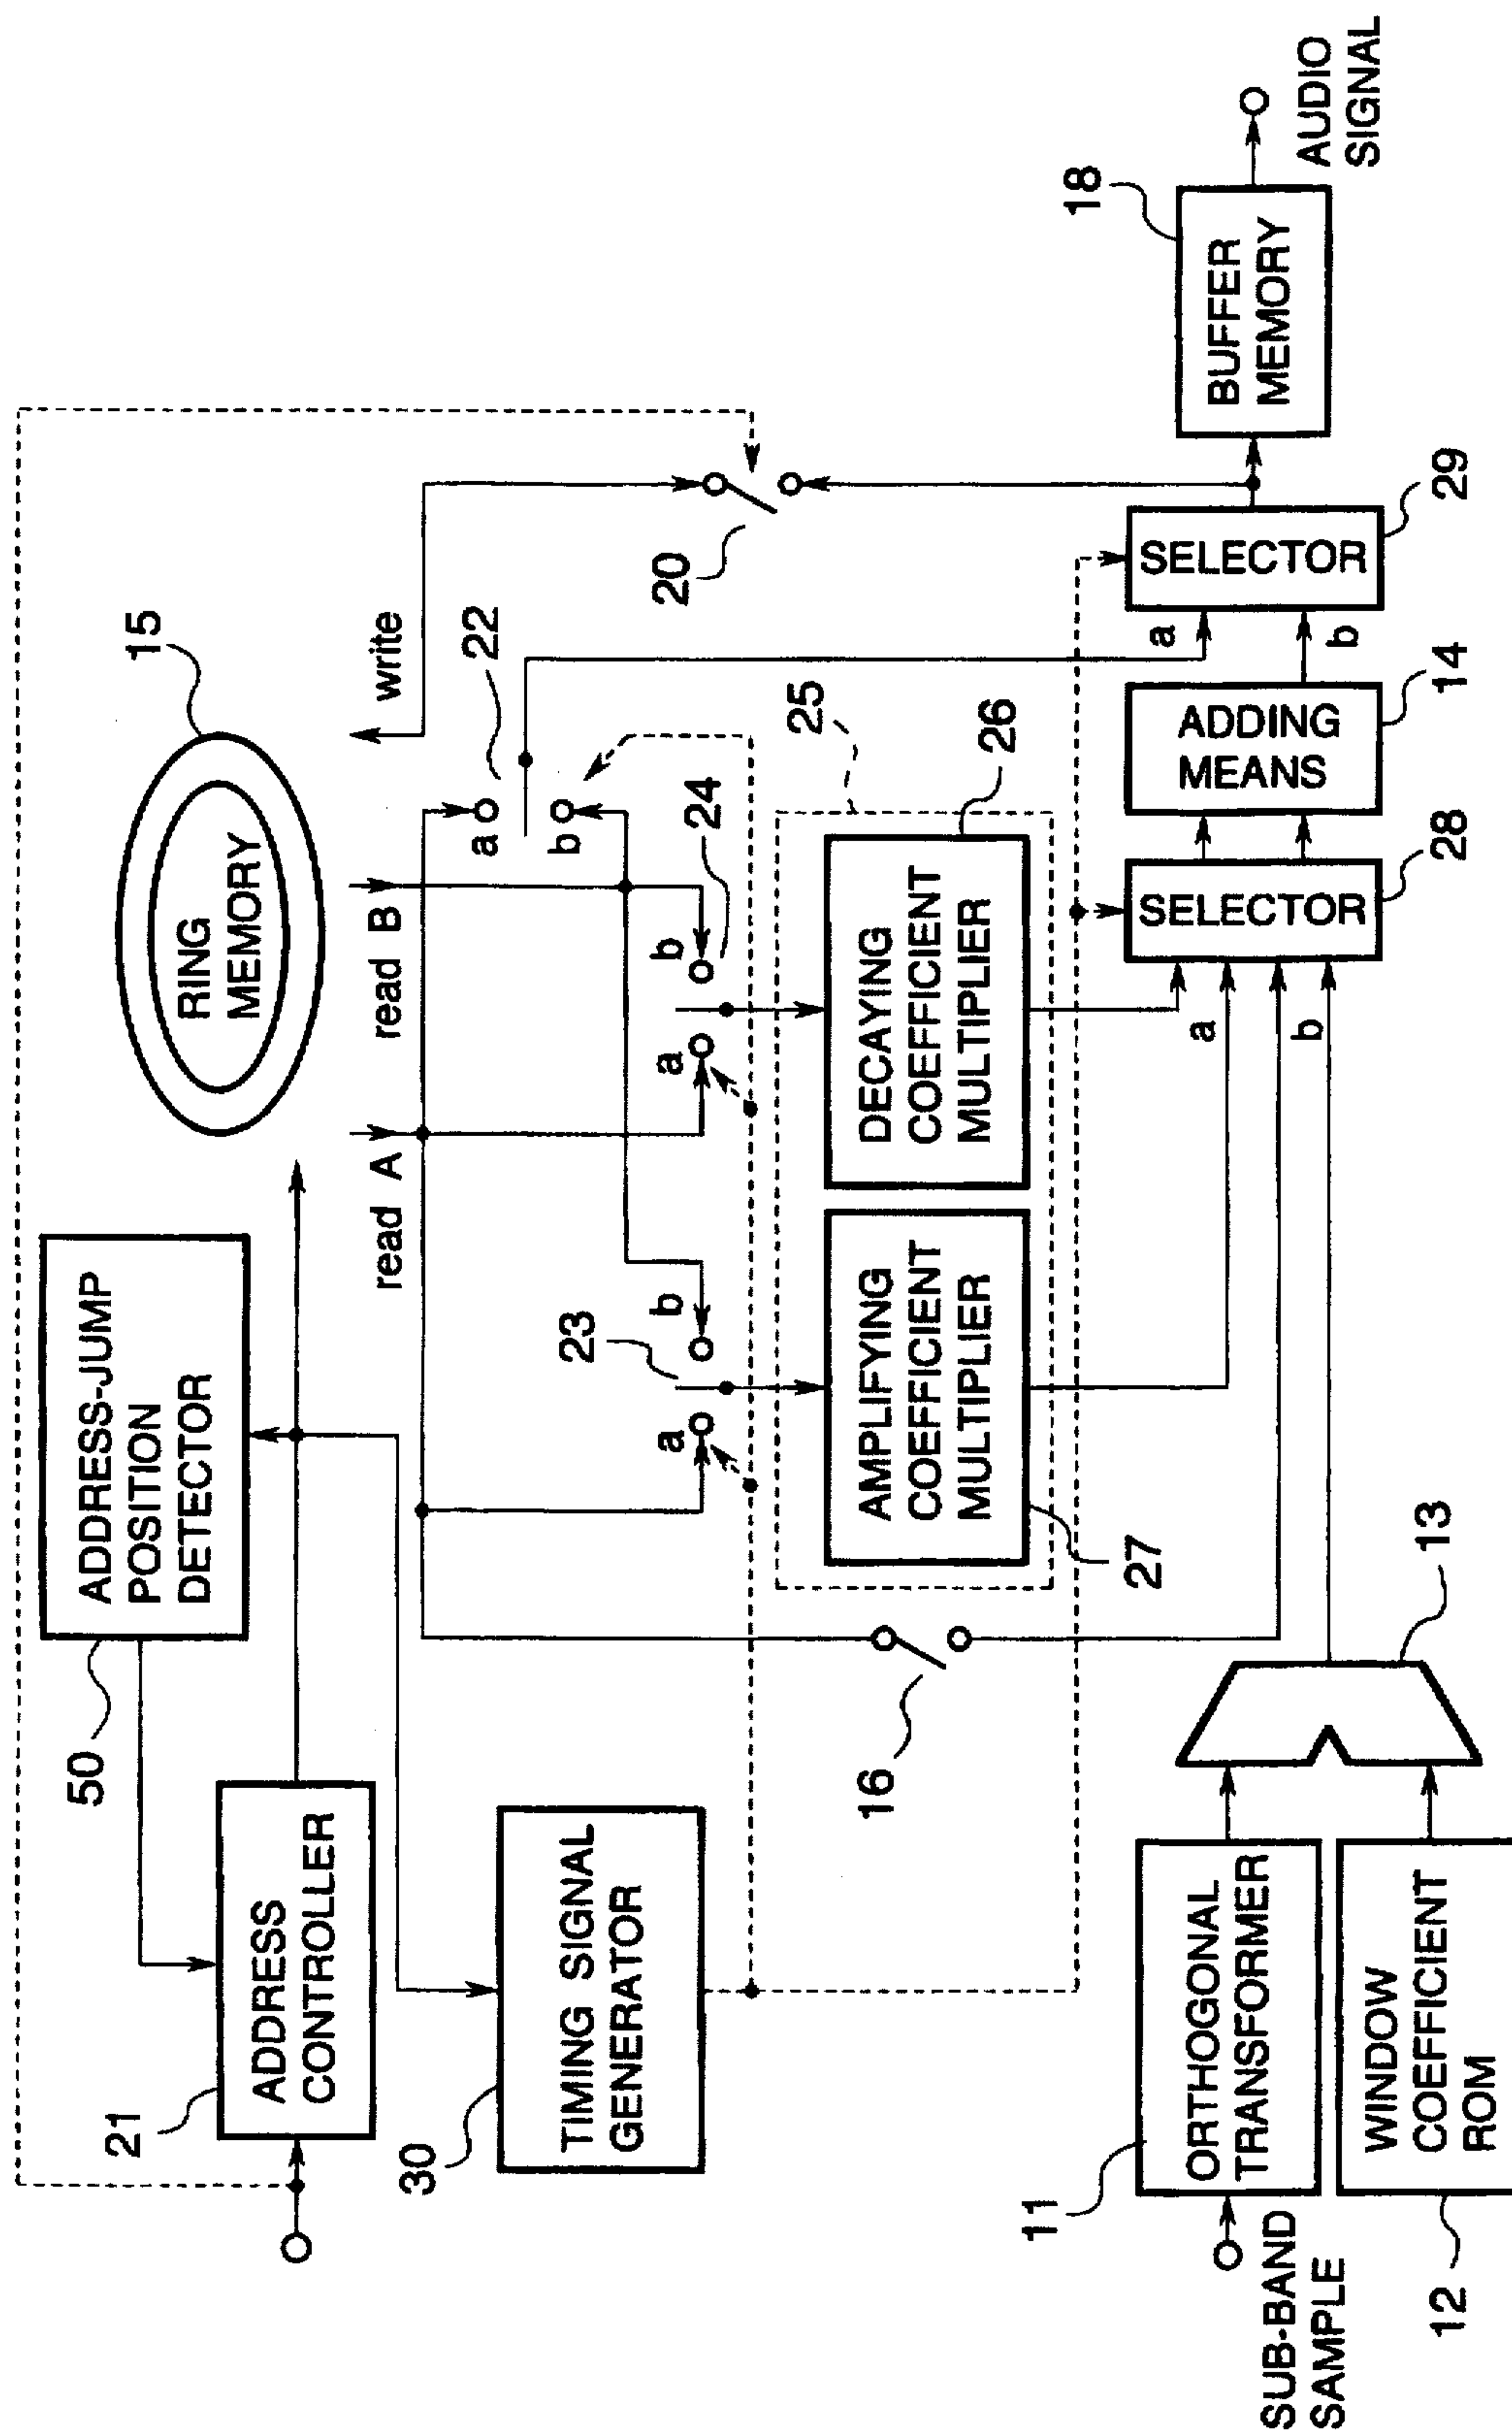 50
ADDRESS-JUMP
POSITION
DETECTOR
15
RING
MEMORY
21
ADDRESS
CONTROLLER
read A
read B
write
30
TIMING SIGNAL
GENERATOR
22
a
b
23
a
b
24
a
b
20
25
16
27
AMPLIFYING
COEFFICIENT
MULTIPLIER
26
DECAYING
COEFFICIENT
MULTIPLIER
11
ORTHOGONAL
TRANSFORMER
SUB-BAND
SAMPLE
12
WINDOW
COEFFICIENT
ROM
13
a
b
SELECTOR
28
ADDING
MEANS
14
a
b
SELECTOR
29
18
BUFFER
MEMORY
AUDIO
SIGNAL